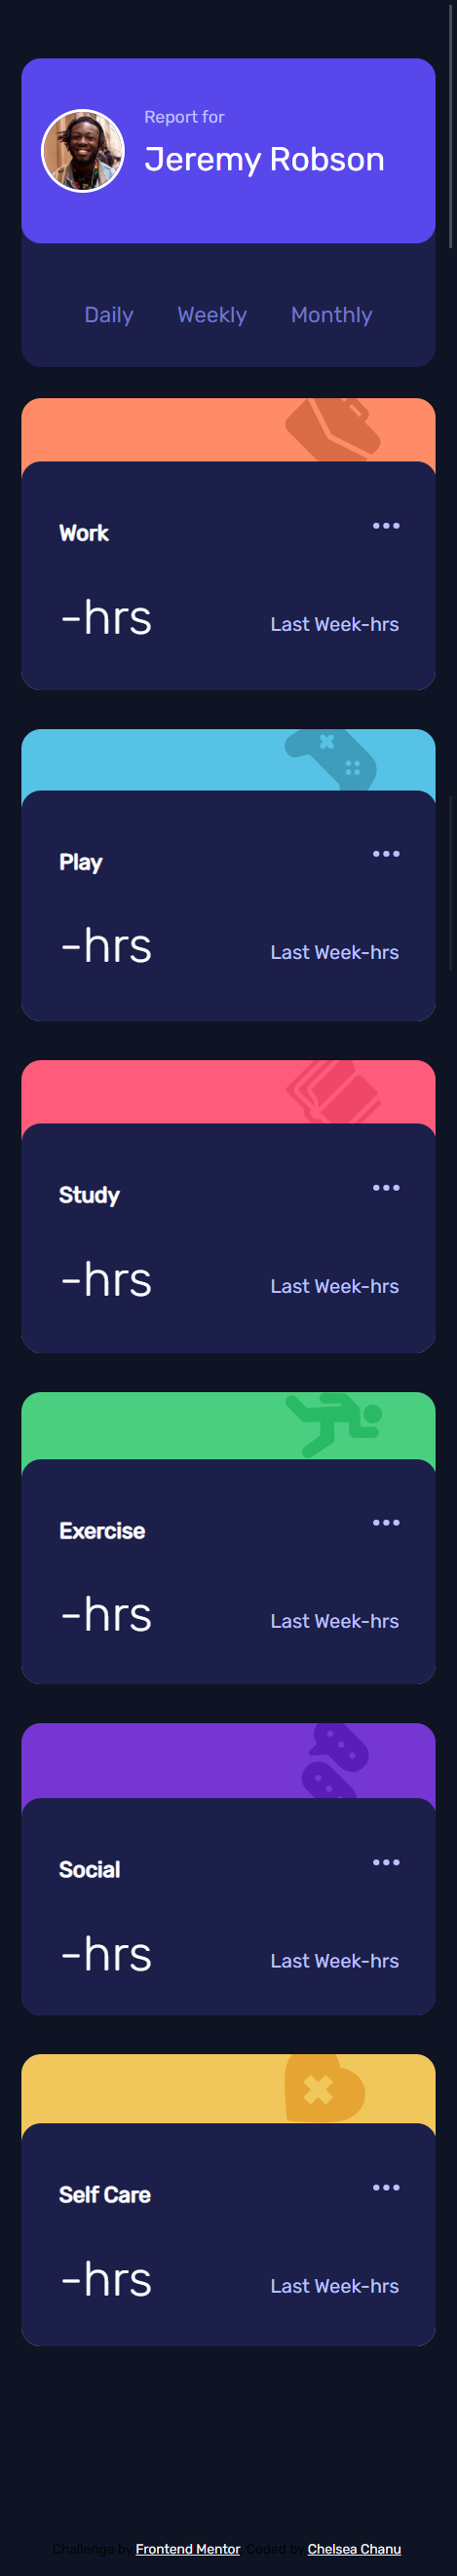 Report for
Jeremy Robson
Daily Weekly Monthly
Work
-hrs Last Week-hrs
Play
-hrs Last Week-hrs
Study
-hrs Last Week-hrs
Exercise
-hrs Last Week-hrs
Social
-hrs Last Week-hrs
Self Care
-hrs Last Week-hrs
Challenge by Frontend Mentor. Coded by Chelsea Chanu